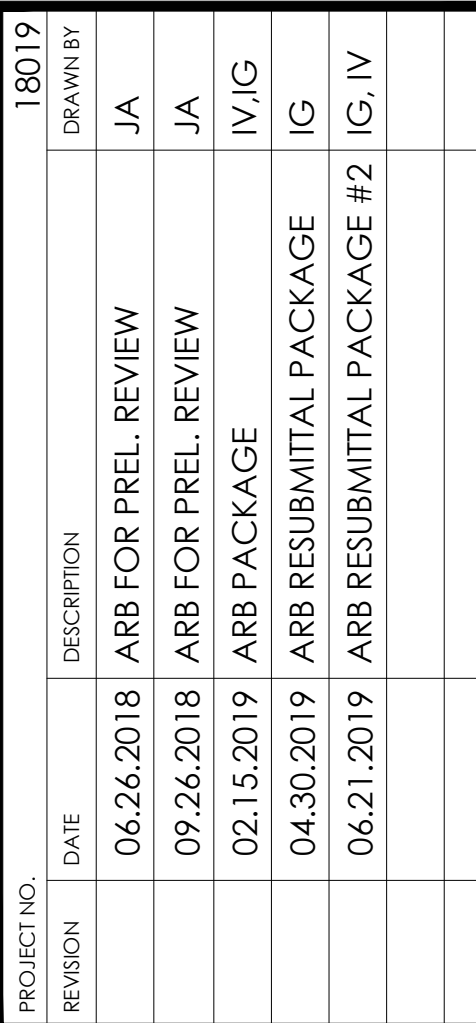 PROJECT NO. 18019
REVISION DATE DESCRIPTION DRAWN BY
06.26.2018 ARB FOR PREL. REVIEW JA
09.26.2018 ARB FOR PREL. REVIEW JA
02.15.2019 ARB PACKAGE IV,IG
04.30.2019 ARB RESUBMITTAL PACKAGE IG
06.21.2019 ARB RESUBMITTAL PACKAGE #2 IG, IV